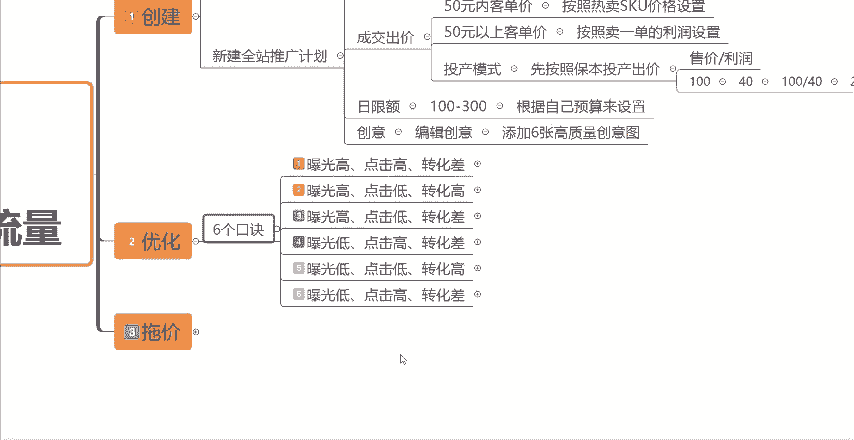 流量
1 创建
新建全站推广计划
成交出价
50元内客单价 按照热卖SKU价格设置
50元以上客单价 按照卖一单的利润设置
投产模式 先按照保本投产出价
售价/利润
100 40 100/40 2
日限额 100-300 根据自己预算来设置
创意 编辑创意 添加6张高质量创意图
2 优化
6个口诀
1 曝光高、点击高、转化差
2 曝光高、点击低、转化高
3 曝光高、点击低、转化差
4 曝光低、点击高、转化差
5 曝光低、点击低、转化高
6 曝光低、点击高、转化差
3 拖价